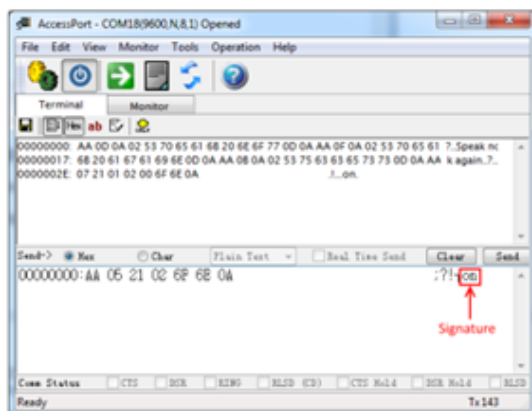 AccessPort - COM18(9600,N,8,1) Opened
File Edit View Monitor Tools Operation Help
Terminal Monitor
Hex ab
00000000: AA 0D 0A 02 53 70 65 61 6B 20 6E 6F 77 0D 0A AA 0F 0A 02 53 70 65 61 ?..Speak nc
00000017: 6B 20 61 67 61 69 6E 0D 0A AA 0B 0A 02 53 75 63 63 65 73 73 0D 0A AA k again..?..
0000002E: 07 21 01 02 00 6F 6E 0A .!...on.
Send-> Hex Char Plain Text Real Time Send Clear Send
00000000:AA 05 21 02 6F 6E 0A ;?!¬on
Signature
Comm Status CTS DSR RING RLSD (CD) CTS Hold DSR Hold RLSD
Ready Tx143